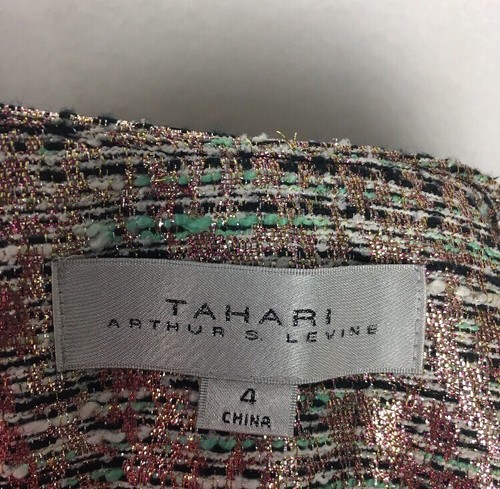 TAHARI
ARTHUR S. LEVINE
4
CHINA